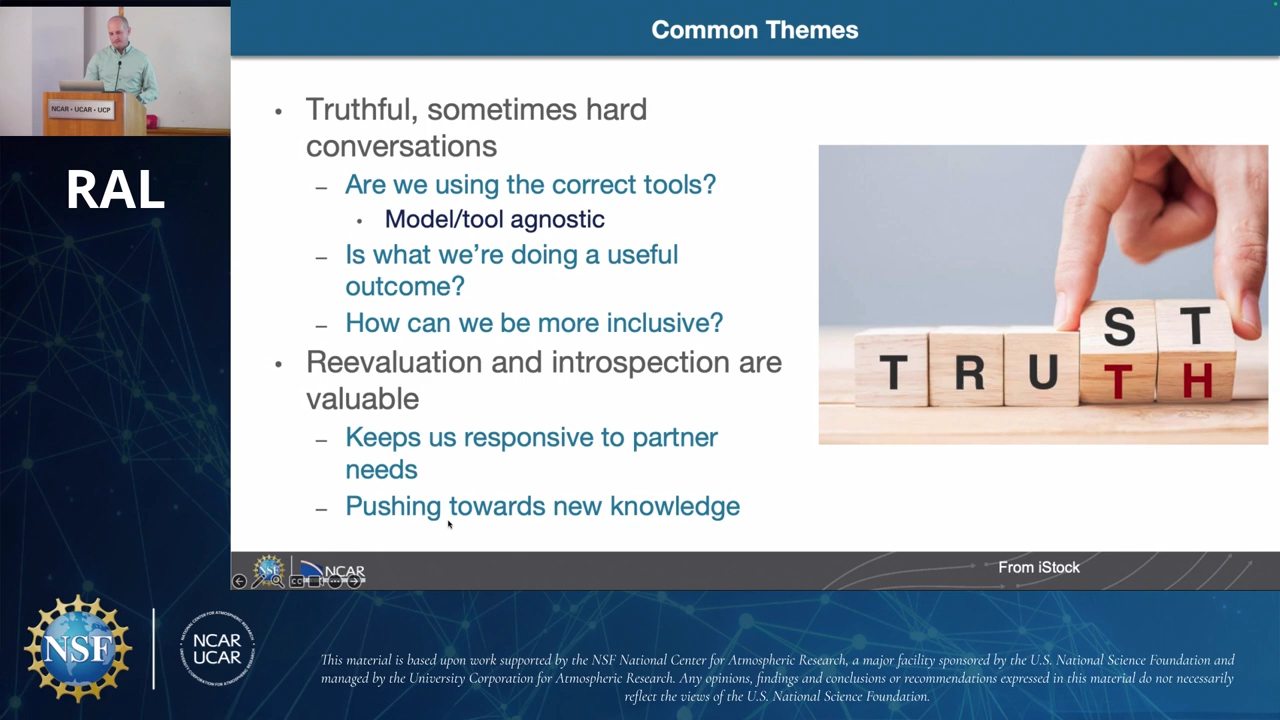 Common Themes
NCAR • UCAR • UCP
RAL
• Truthful, sometimes hard
conversations
– Are we using the correct tools?
• Model/tool agnostic
– Is what we’re doing a useful
outcome?
– How can we be more inclusive?
• Reevaluation and introspection are
valuable
– Keeps us responsive to partner
needs
– Pushing towards new knowledge
S T
T R U T H
NSF
NCAR
From iStock
NSF
NCAR
UCAR
This material is based upon work supported by the NSF National Center for Atmospheric Research, a major facility sponsored by the U.S. National Science Foundation and
managed by the University Corporation for Atmospheric Research. Any opinions, findings and conclusions or recommendations expressed in this material do not necessarily
reflect the views of the U.S. National Science Foundation.